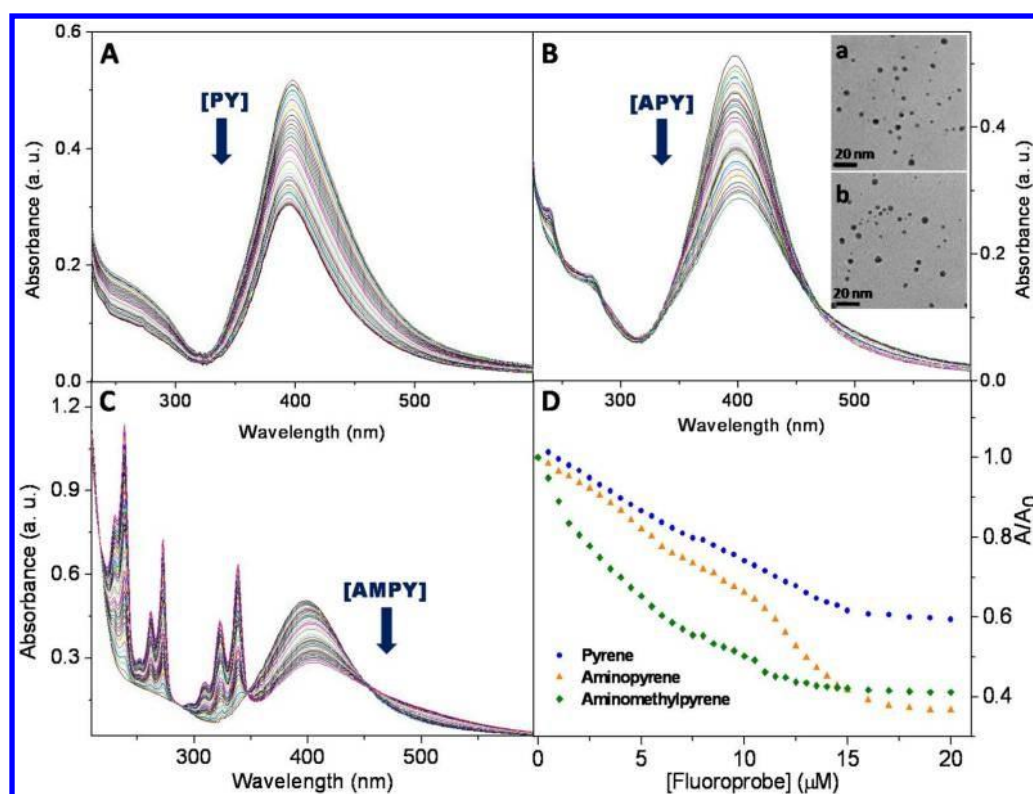 A
[PY]
0.6
0.4
0.2
0.0
Absorbance (a. u.)
300 400 500
Wavelength (nm)
B
[APY]
a
20 nm
b
20 nm
0.4
0.2
0.0
Absorbance (a. u.)
300 400 500
Wavelength (nm)
C
[AMPY]
1.2
0.9
0.6
0.3
Absorbance (a. u.)
300 400 500
Wavelength (nm)
D
Pyrene
Aminopyrene
Aminomethylpyrene
1.0
0.8
0.6
0.4
A/A0
0 5 10 15 20
[Fluoroprobe] (μM)